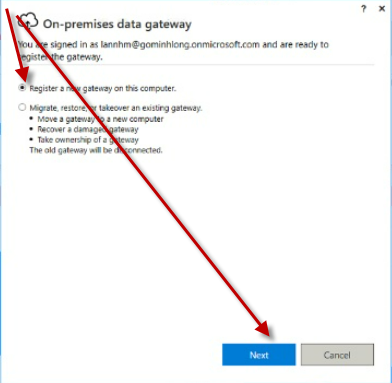 ? ×
On-premises data gateway
You are signed in as lannhm@gominhlong.onmicrosoft.com and are ready to
register the gateway.
Register a new gateway on this computer.
Migrate, restore, or takeover an existing gateway.
• Move a gateway to a new computer
• Recover a damaged gateway
• Take ownership of a gateway
The old gateway will be disconnected.
Next Cancel